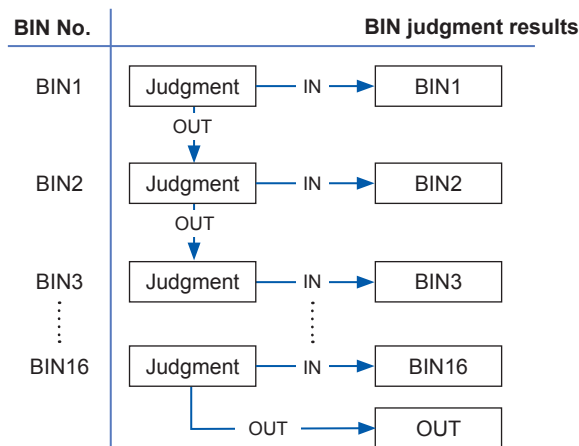 BIN No. BIN judgment results
BIN1 Judgment IN BIN1
OUT
BIN2 Judgment IN BIN2
OUT
BIN3 Judgment IN BIN3
BIN16 Judgment IN BIN16
OUT OUT